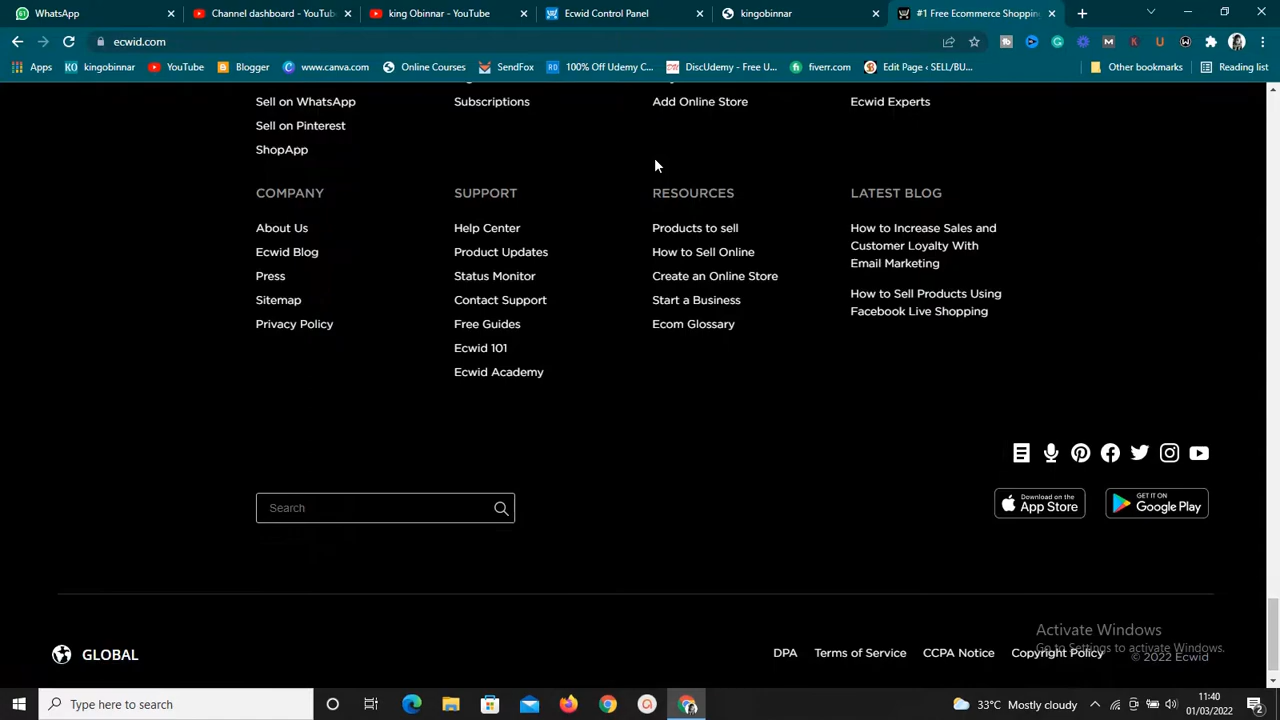 WhatsApp
Channel dashboard - YouTub
king Obinnar - YouTube
Ecwid Control Panel
kingobinnar
#1 Free Ecommerce Shoppin
ecwid.com
Apps
kingobinnar
YouTube
Blogger
www.canva.com
Online Courses
SendFox
100% Off Udemy C...
DiscUdemy - Free U...
fiverr.com
Edit Page ‹ SELL/BU...
Other bookmarks
Reading list
Sell on WhatsApp
Subscriptions
Add Online Store
Ecwid Experts
Sell on Pinterest
ShopApp
COMPANY
About Us
Ecwid Blog
Press
Sitemap
Privacy Policy
SUPPORT
Help Center
Product Updates
Status Monitor
Contact Support
Free Guides
Ecwid 101
Ecwid Academy
RESOURCES
Products to sell
How to Sell Online
Create an Online Store
Start a Business
Ecom Glossary
LATEST BLOG
How to Increase Sales and
Customer Loyalty With
Email Marketing
How to Sell Products Using
Facebook Live Shopping
Search
Download on the
App Store
GET IT ON
Google Play
GLOBAL
DPA
Terms of Service
CCPA Notice
Copyright Policy
© 2022 Ecwid
Activate Windows
Go to Settings to activate Windows.
Type here to search
33°C Mostly cloudy
11:40
01/03/2022
2